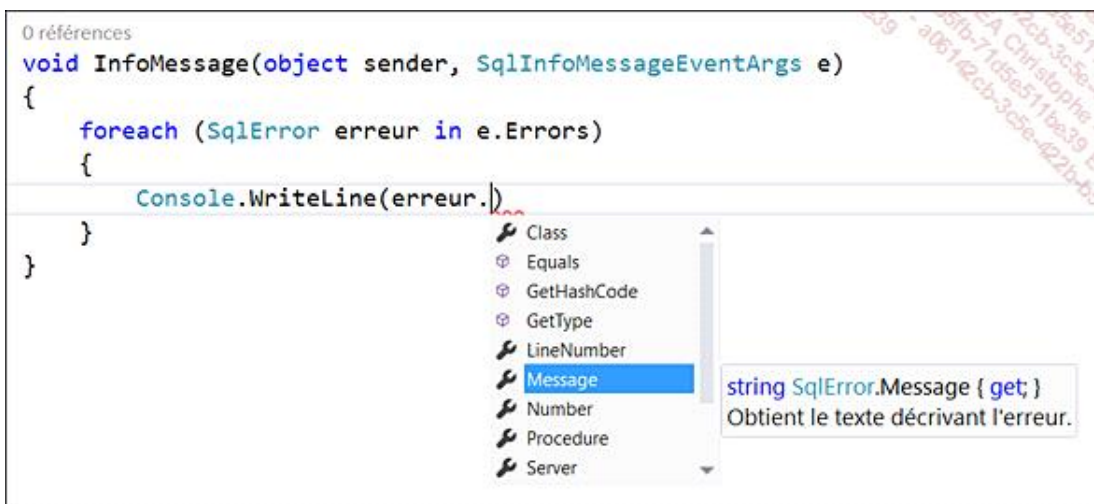 0 références
void InfoMessage(object sender, SqlInfoMessageEventArgs e)
{
foreach (SqlError erreur in e.Errors)
{
Console.WriteLine(erreur.)
}
}
Class
Equals
GetHashCode
GetType
LineNumber
Message
Number
Procedure
Server
string SqlError.Message { get; }
Obtient le texte décrivant l'erreur.